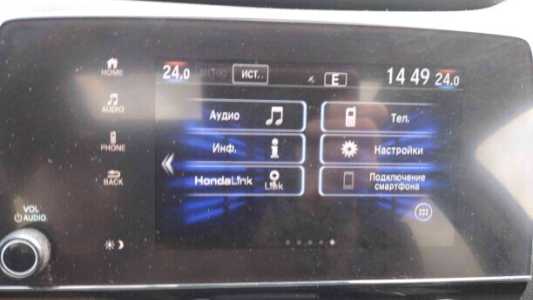 HOME
AUDIO
PHONE
BACK
VOL
AUDIO
24.0
ИСТ..
E
14 49 24.0
Аудио
Тел.
Инф.
Настройки
HondaLink
Link
Подключение
смартфона